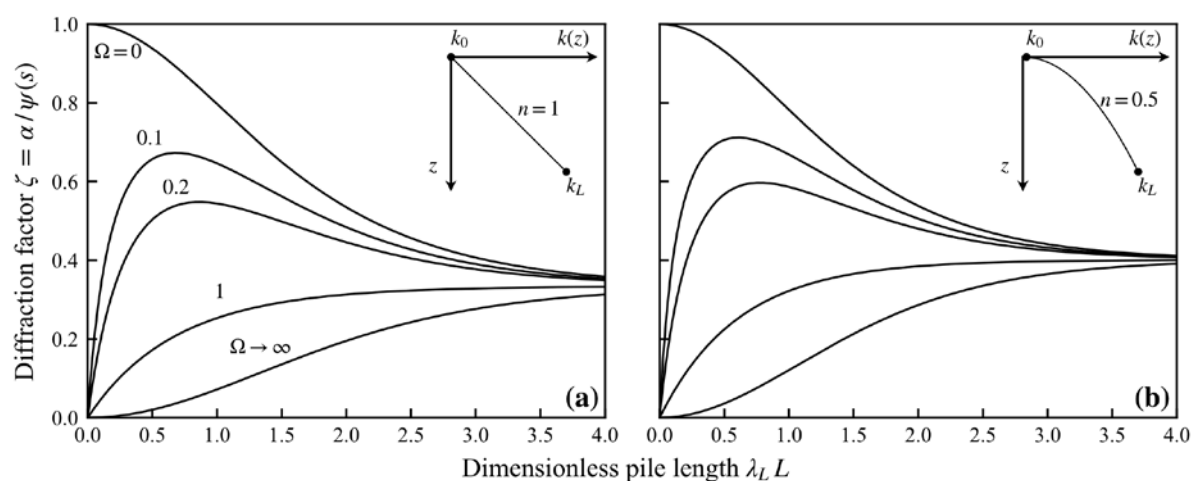 Diffraction factor ζ = α/ψ(s)
1.0
0.8
0.6
0.4
0.2
0.0
Ω=0
0.1
0.2
1
Ω→∞
k₀
k(z)
n=1
z
k_L
(a)
0.0 0.5 1.0 1.5 2.0 2.5 3.0 3.5 4.0
k₀
k(z)
n=0.5
z
k_L
(b)
0.0 0.5 1.0 1.5 2.0 2.5 3.0 3.5 4.0
Dimensionless pile length λ_L L